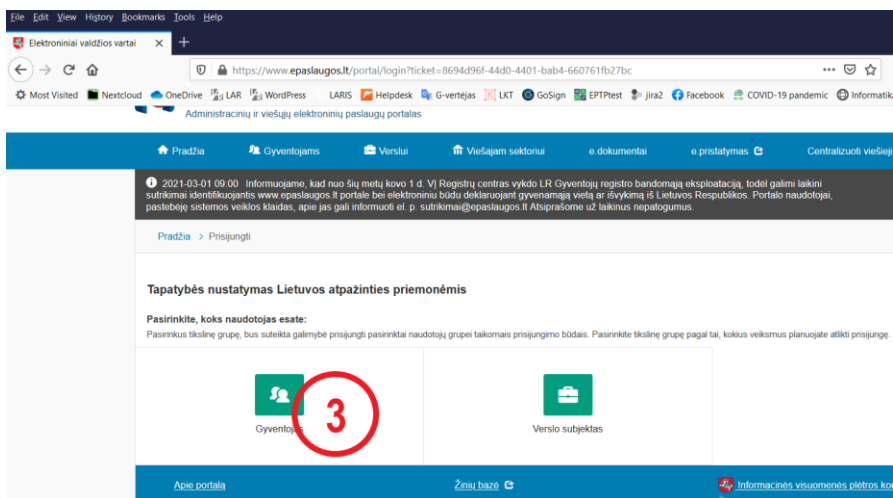 File Edit View History Bookmarks Tools Help
Elektroniniai valdžios vartai × +
https://www.epaslaugos.lt/portal/login?ticket=8694d96f-44d0-4401-bab4-660761fb27bc
Most Visited Nextcloud OneDrive LAR WordPress LARIS Helpdesk G-vertėjas LKT GoSign EPTPtest jira2 Facebook COVID-19 pandemic Informatika
Administracinių ir viešųjų elektroninių paslaugų portalas
Pradžia Gyventojams Verslui Viešajam sektoriui e.dokumentai e.pristatymas Centralizuoti viešieji
2021-03-01 09:00 Informuojame, kad nuo šių metų kovo 1 d. VĮ Registrų centras vykdo LR Gyventojų registro bandomąją eksploataciją, todėl galimi laikini
sutrikimai identifikuojantis www.epaslaugos.lt portale bei elektroniniu būdu deklaruojant gyvenamąją vietą ar išvykimą iš Lietuvos Respublikos. Portalo naudotojai,
pastebėję sistemos veiklos klaidas, apie jas gali informuoti el. p. sutrikimai@epaslaugos.lt Atsiprašome už laikinus nepatogumus.
Pradžia > Prisijungti
Tapatybės nustatymas Lietuvos atpažinties priemonėmis
Pasirinkite, koks naudotojas esate:
Pasirinkus tikslinę grupę, bus suteikta galimybė prisijungti pasirinktai naudotojų grupei taikomais prisijungimo būdais. Pasirinkite tikslinę grupę pagal tai, kokius veiksmus planuojate atlikti prisijungę.
3
Gyventojas Verslo subjektas
Apie portalą Žinių bazė Informacinės visuomenės plėtros